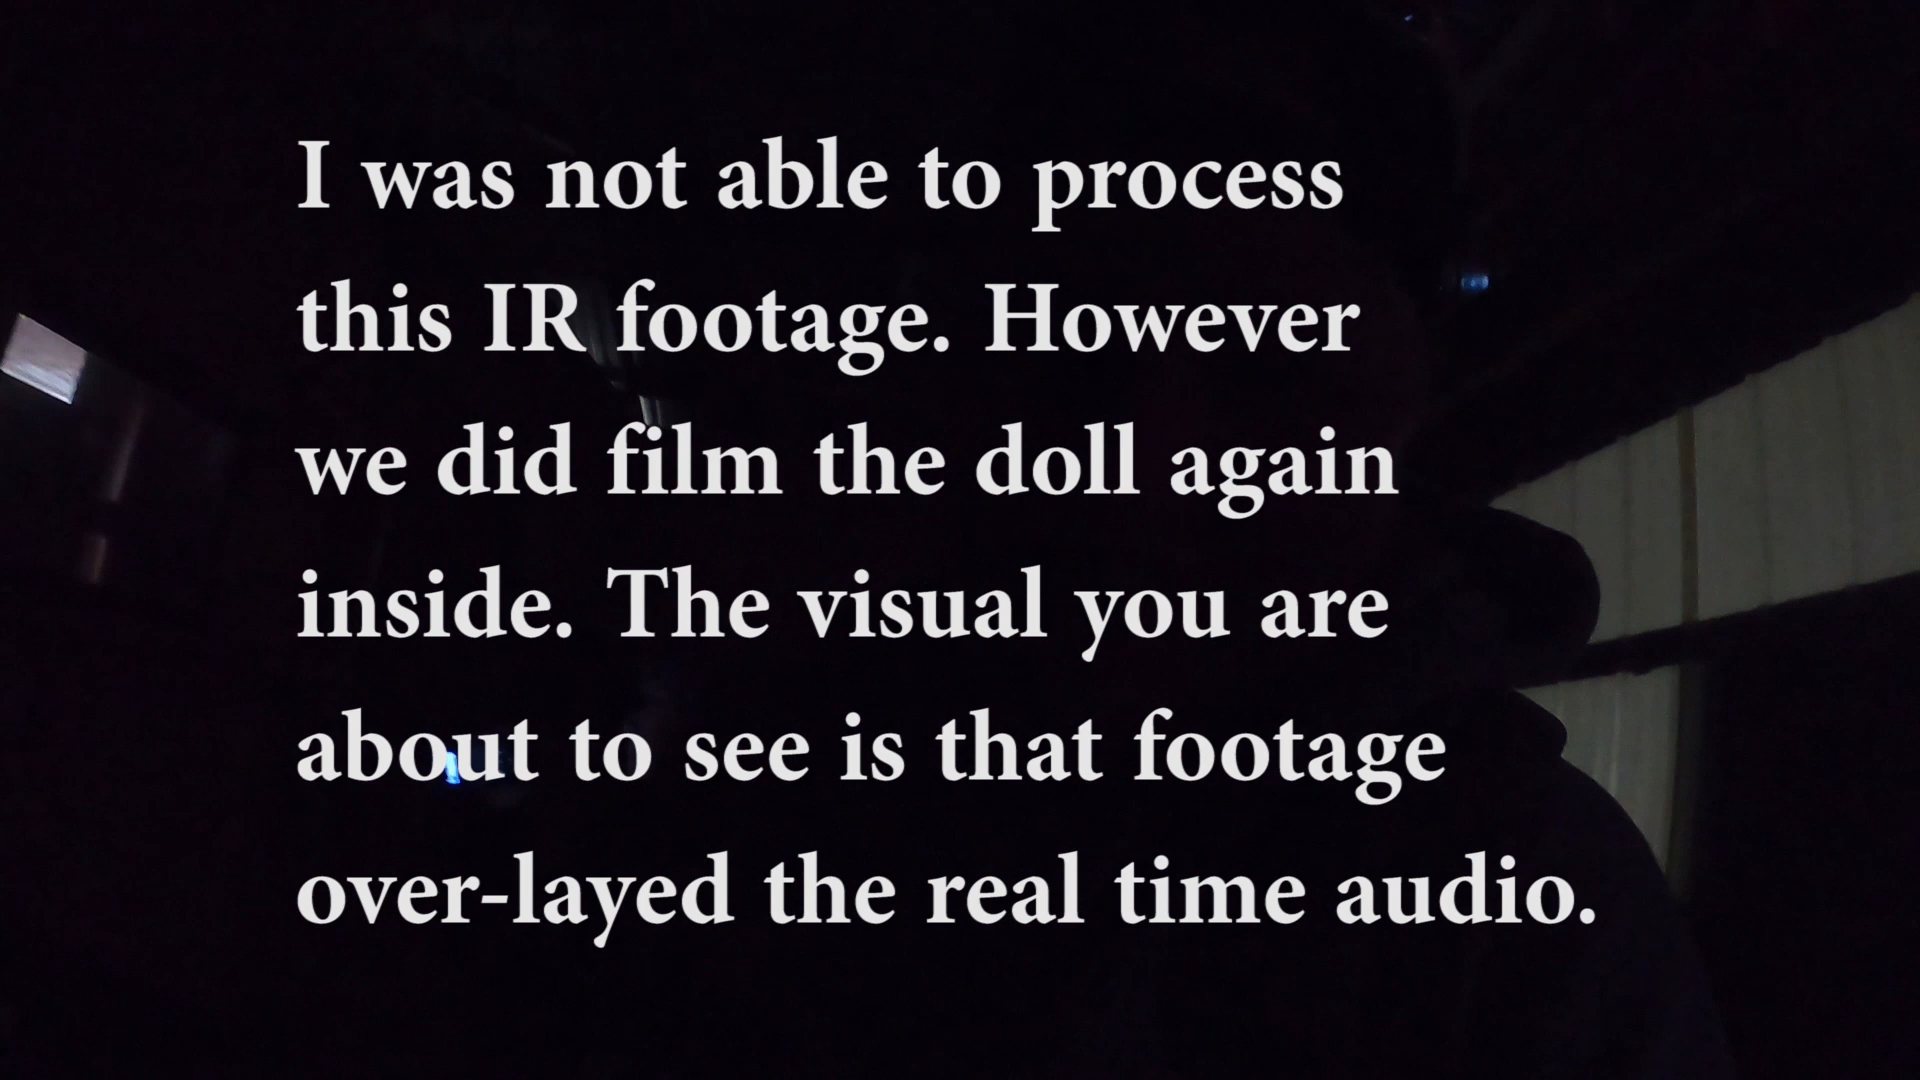 I was not able to process
this IR footage. However
we did film the doll again
inside. The visual you are
about to see is that footage
over-layed the real time audio.